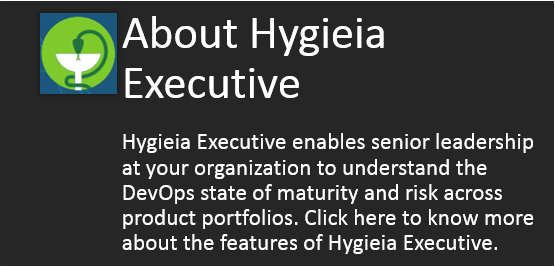 About Hygieia
Executive
Hygieia Executive enables senior leadership
at your organization to understand the
DevOps state of maturity and risk across
product portfolios. Click here to know more
about the features of Hygieia Executive.